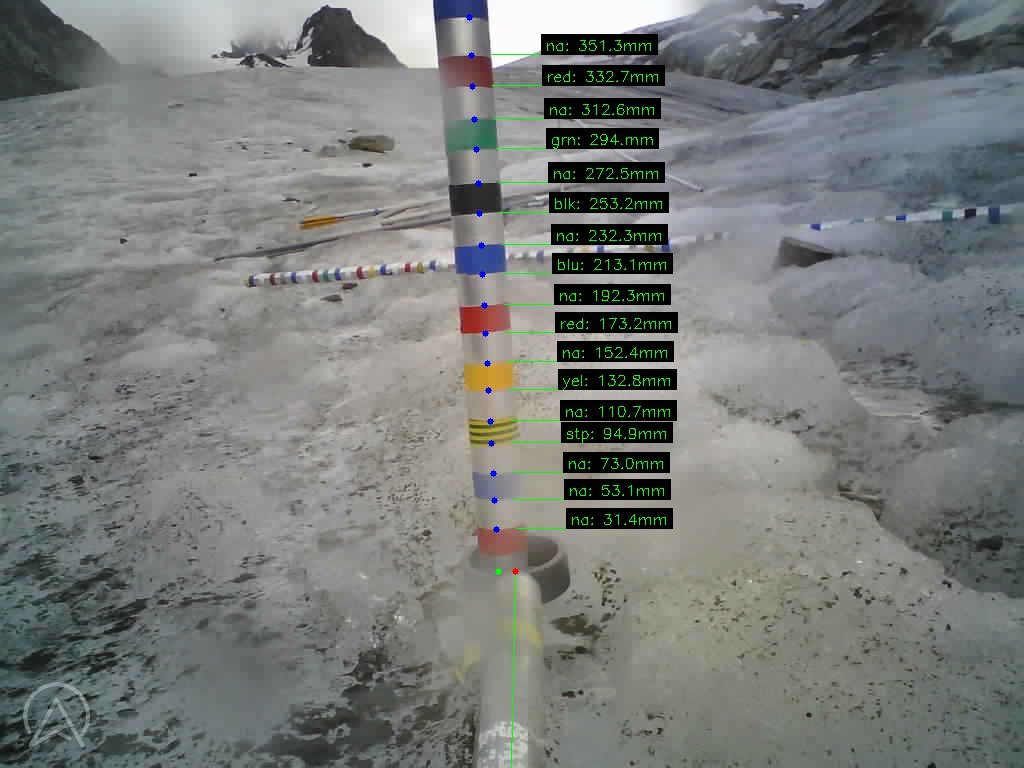 na: 351.3mm
red: 332.7mm
na: 312.6mm
grn: 294.mm
na: 272.5mm
blk: 253.2mm
na: 232.3mm
blu: 213.1mm
na: 192.3mm
red: 173.2mm
na: 152.4mm
yel: 132.8mm
na: 110.7mm
stp: 94.9mm
na: 73.0mm
na: 53.1mm
na: 31.4mm